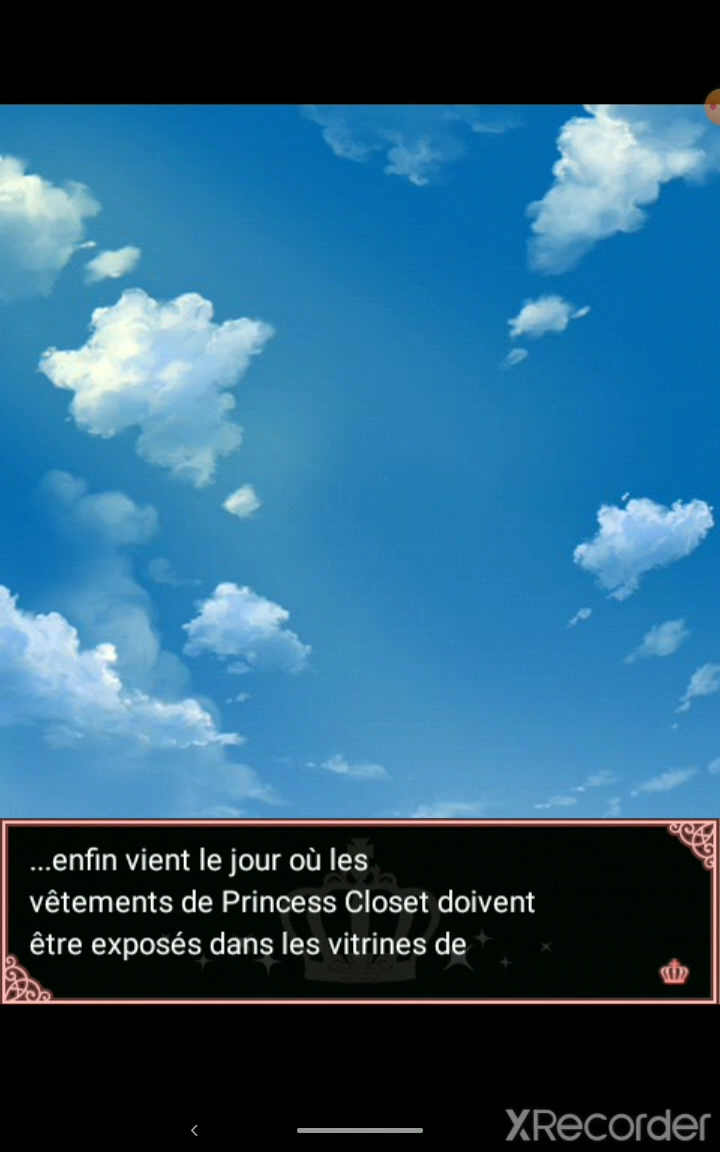 ...enfin vient le jour où les
vêtements de Princess Closet doivent
être exposés dans les vitrines de
XRecorder